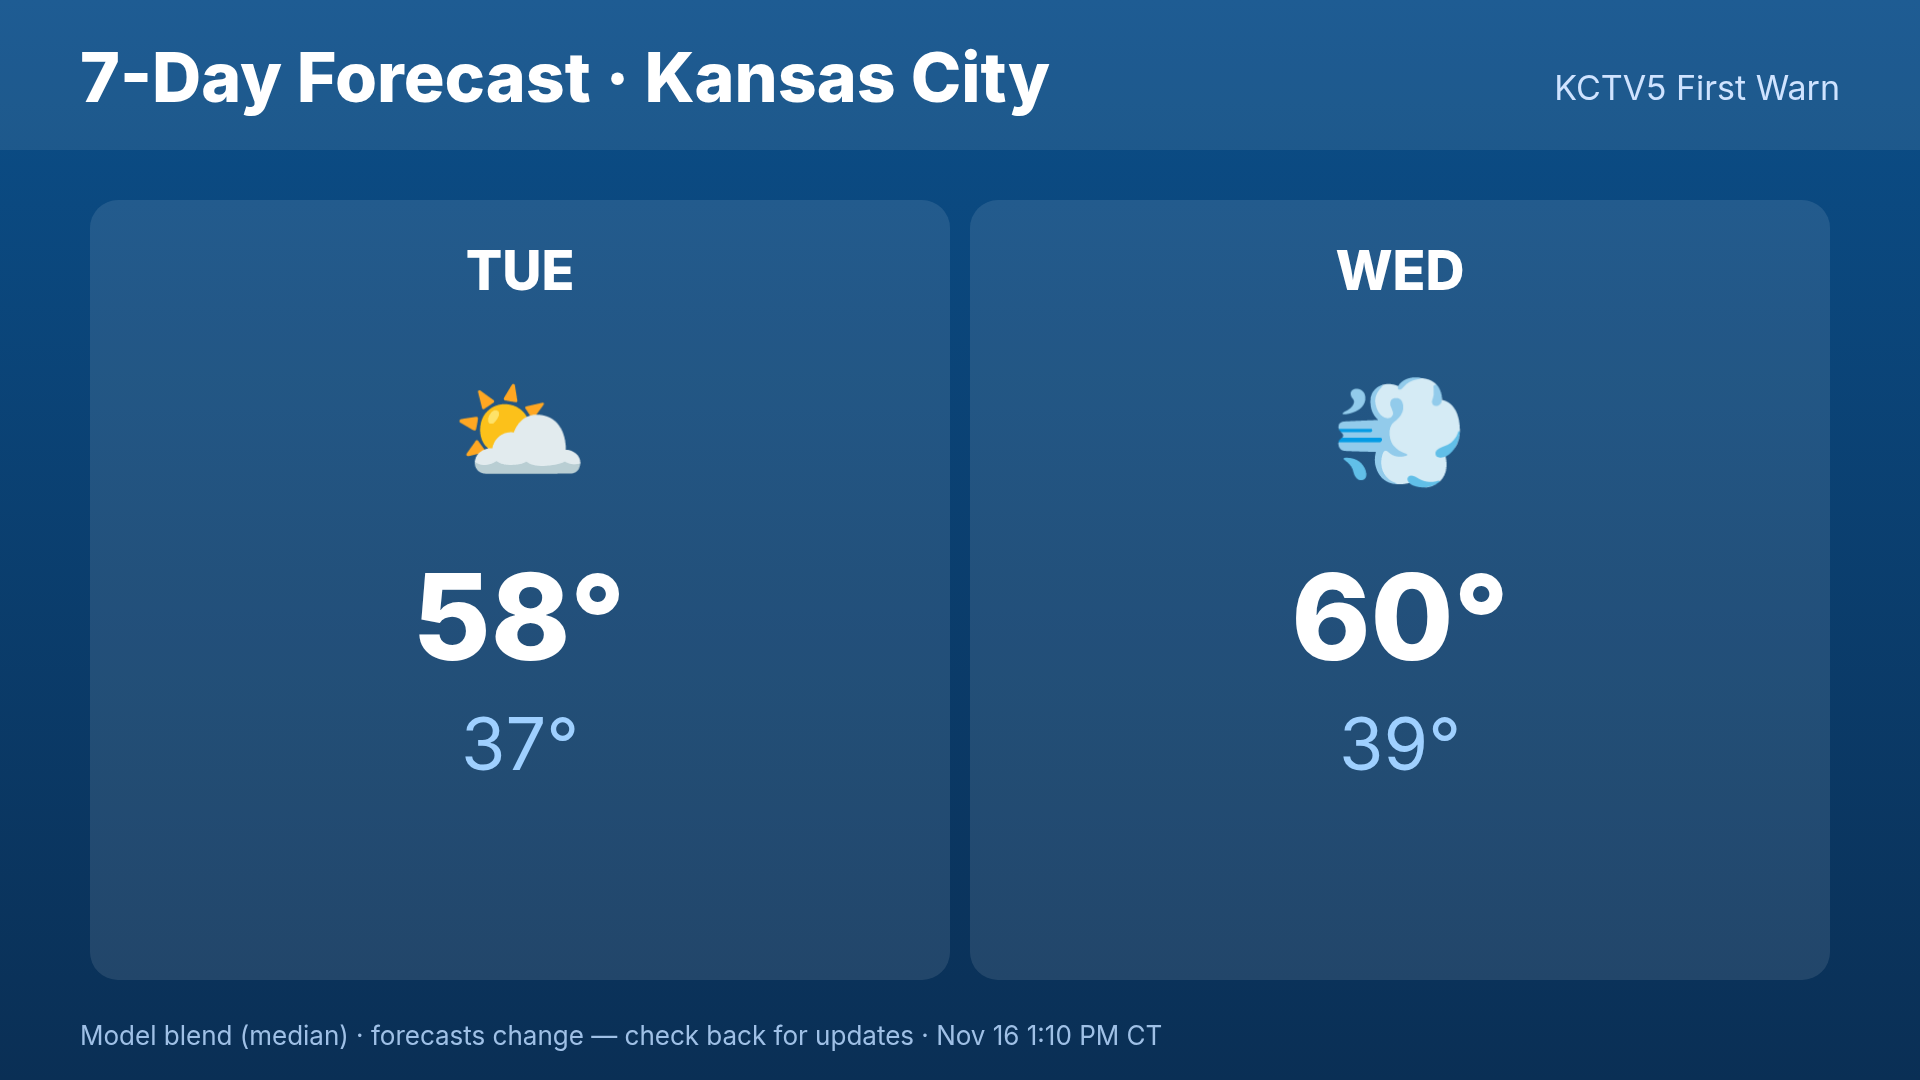 7-Day Forecast · Kansas City
KCTV5 First Warn
TUE
58°
37°
WED
60°
39°
Model blend (median) · forecasts change — check back for updates · Nov 16 1:10 PM CT